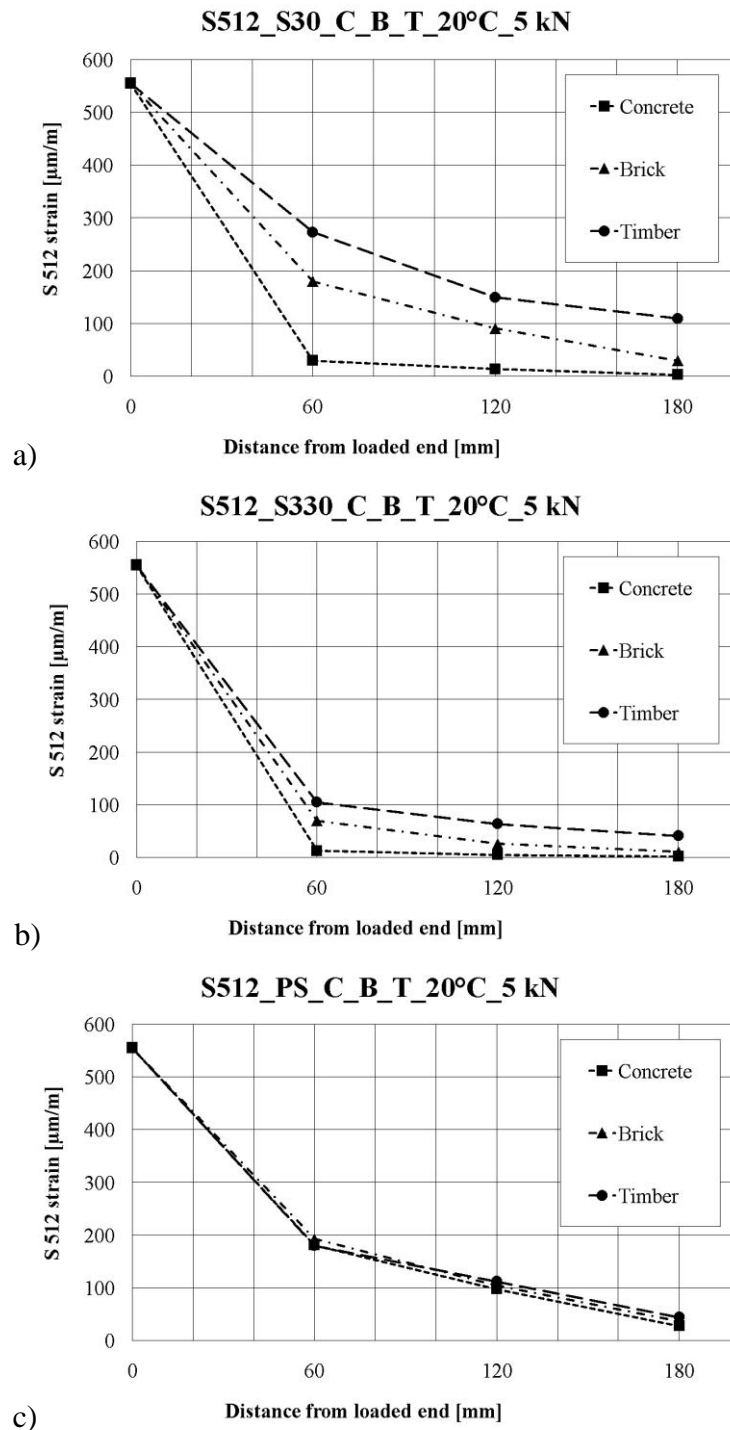 S512_S30_C_B_T_20°C_5 kN
600
500
400
300
200
100
0
0 60 120 180
S 512 strain [µm/m]
Distance from loaded end [mm]
Concrete
Brick
Timber
a)
S512_S330_C_B_T_20°C_5 kN
600
500
400
300
200
100
0
0 60 120 180
S 512 strain [µm/m]
Distance from loaded end [mm]
Concrete
Brick
Timber
b)
S512_PS_C_B_T_20°C_5 kN
600
500
400
300
200
100
0
0 60 120 180
S 512 strain [µm/m]
Distance from loaded end [mm]
Concrete
Brick
Timber
c)